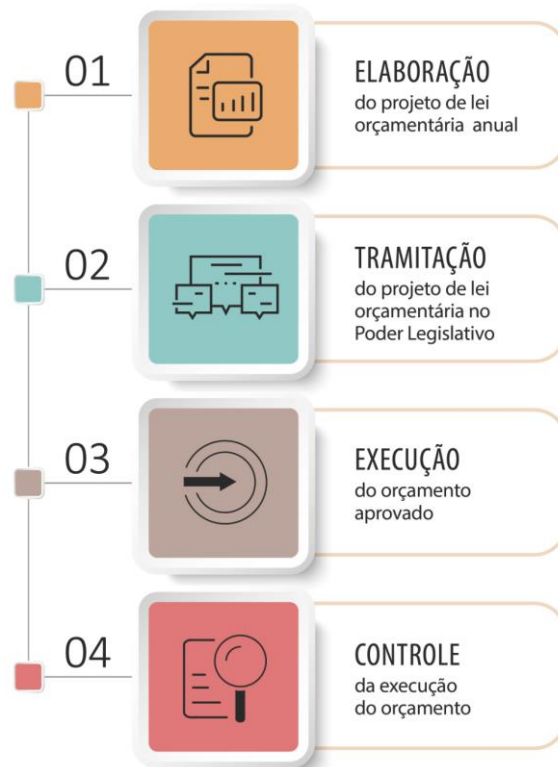 01
ELABORAÇÃO
do projeto de lei
orçamentária anual
02
TRAMITAÇÃO
do projeto de lei
orçamentária no
Poder Legislativo
03
EXECUÇÃO
do orçamento
aprovado
04
CONTROLE
da execução
do orçamento